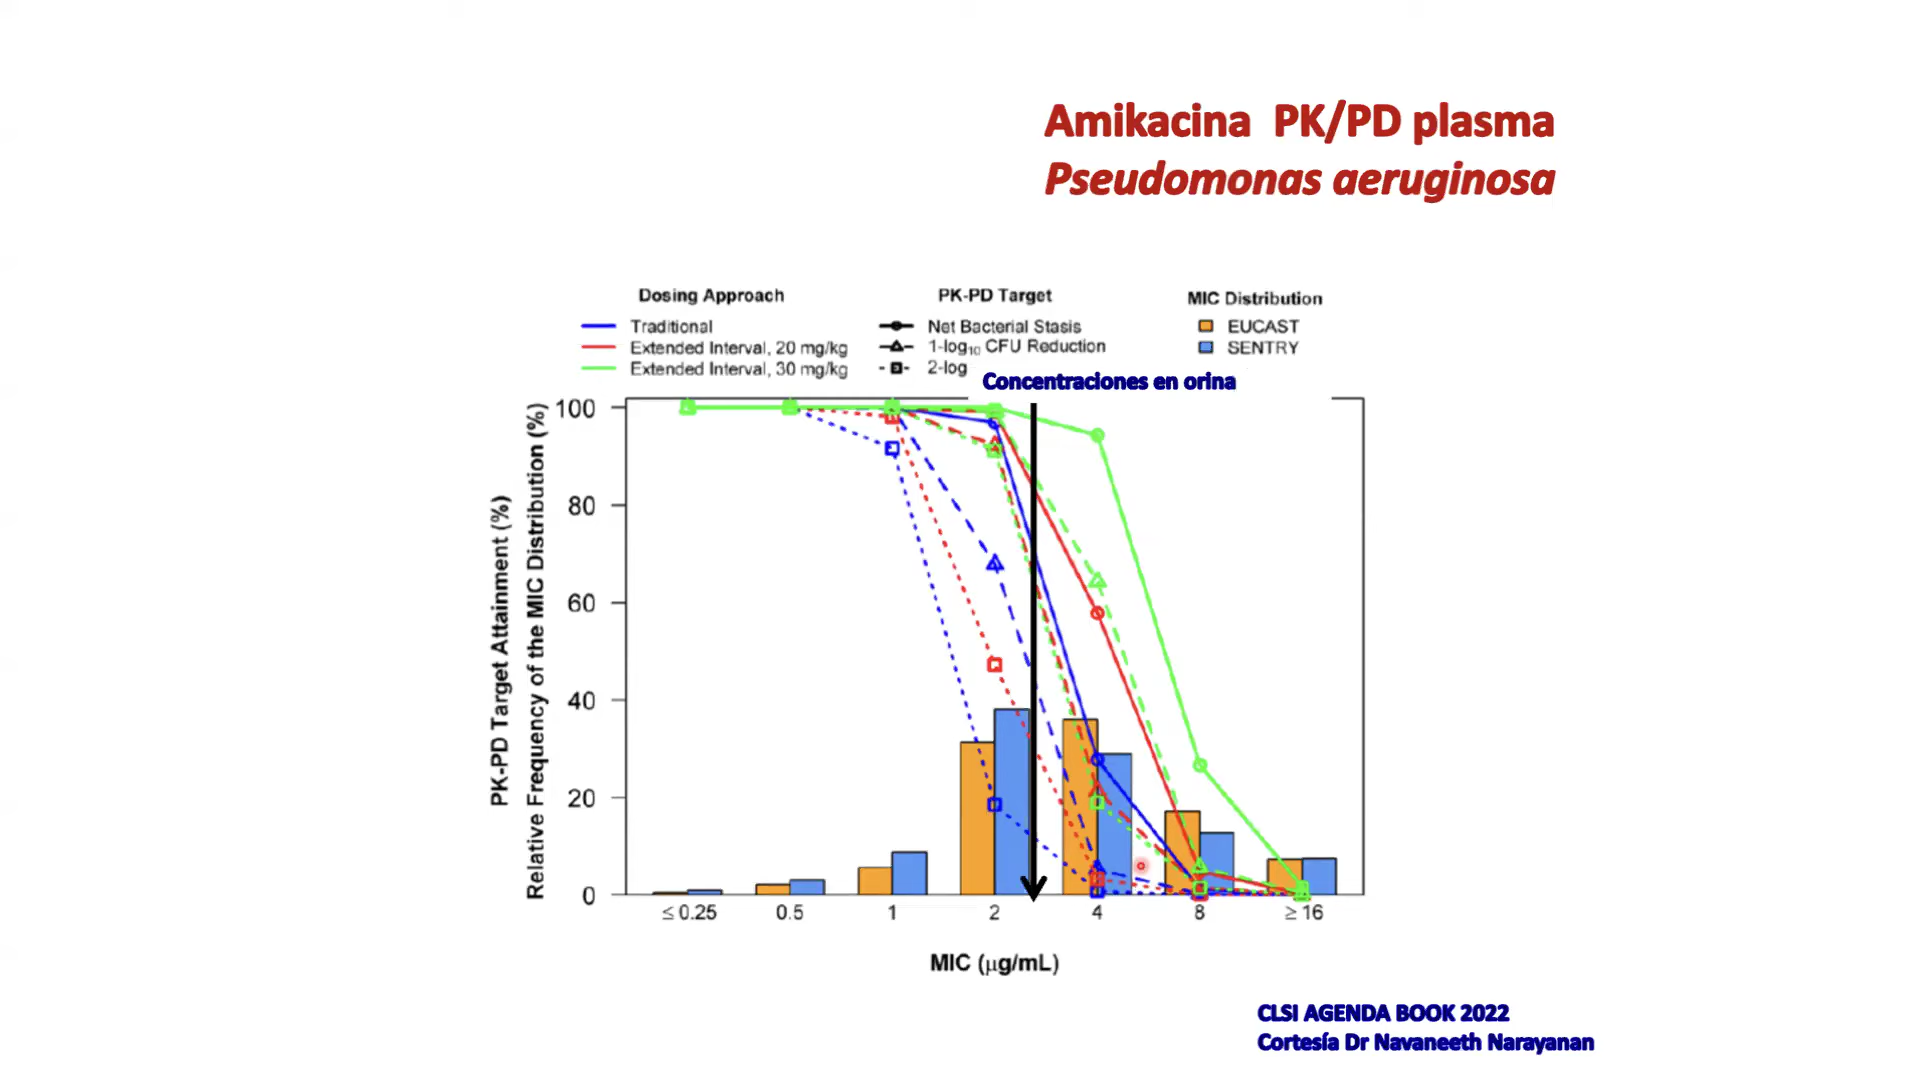 Amikacina PK/PD plasma
Pseudomonas aeruginosa
Dosing Approach
Traditional
Extended Interval, 20 mg/kg
Extended Interval, 30 mg/kg
PK-PD Target
Net Bacterial Stasis
1-log10 CFU Reduction
2-log
MIC Distribution
EUCAST
SENTRY
Concentraciones en orina
PK-PD Target Attainment (%)
Relative Frequency of the MIC Distribution (%)
100
80
60
40
20
0
≤ 0.25 0.5 1 2 4 8 ≥ 16
MIC (µg/mL)
CLSI AGENDA BOOK 2022
Cortesía Dr Navaneeth Narayanan